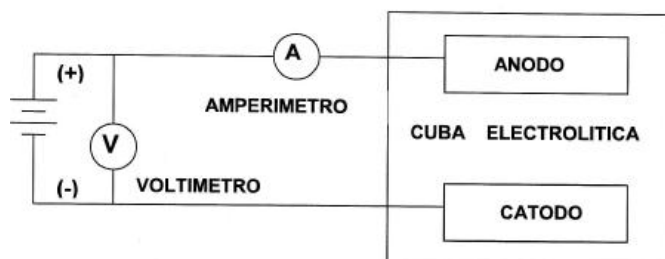 (+)
A
ANODO
AMPERIMETRO
CUBA ELECTROLITICA
V
(-)
VOLTIMETRO
CATODO